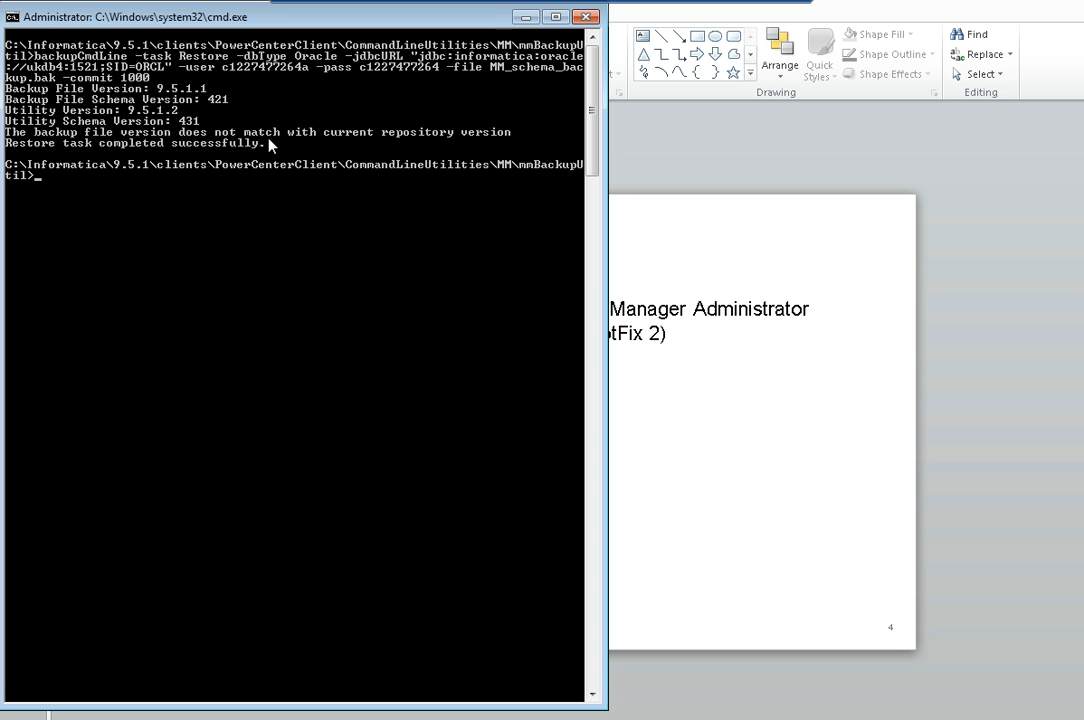 Administrator: C:\Windows\system32\cmd.exe
C:\Informatica\9.5.1\clients\PowerCenterClient\CommandLineUtilities\MM\mmBackupU
til>backupCmdLine -task Restore -dbType Oracle -jdbcURL "jdbc:informatica:oracle
://ukdb4:1521;SID=ORCL" -user c1227477264a -pass c1227477264 -file MM_schema_bac
kup.bak -commit 1000
Backup File Version: 9.5.1.1
Backup File Schema Version: 421
Utility Version: 9.5.1.2
Utility Schema Version: 431
The backup file version does not match with current repository version
Restore task completed successfully.
C:\Informatica\9.5.1\clients\PowerCenterClient\CommandLineUtilities\MM\mmBackupU
til>_
Arrange
Quick
Styles
Shape Fill
Shape Outline
Shape Effects
Drawing
Find
Replace
Select
Editing
Manager Administrator
otFix 2)
4